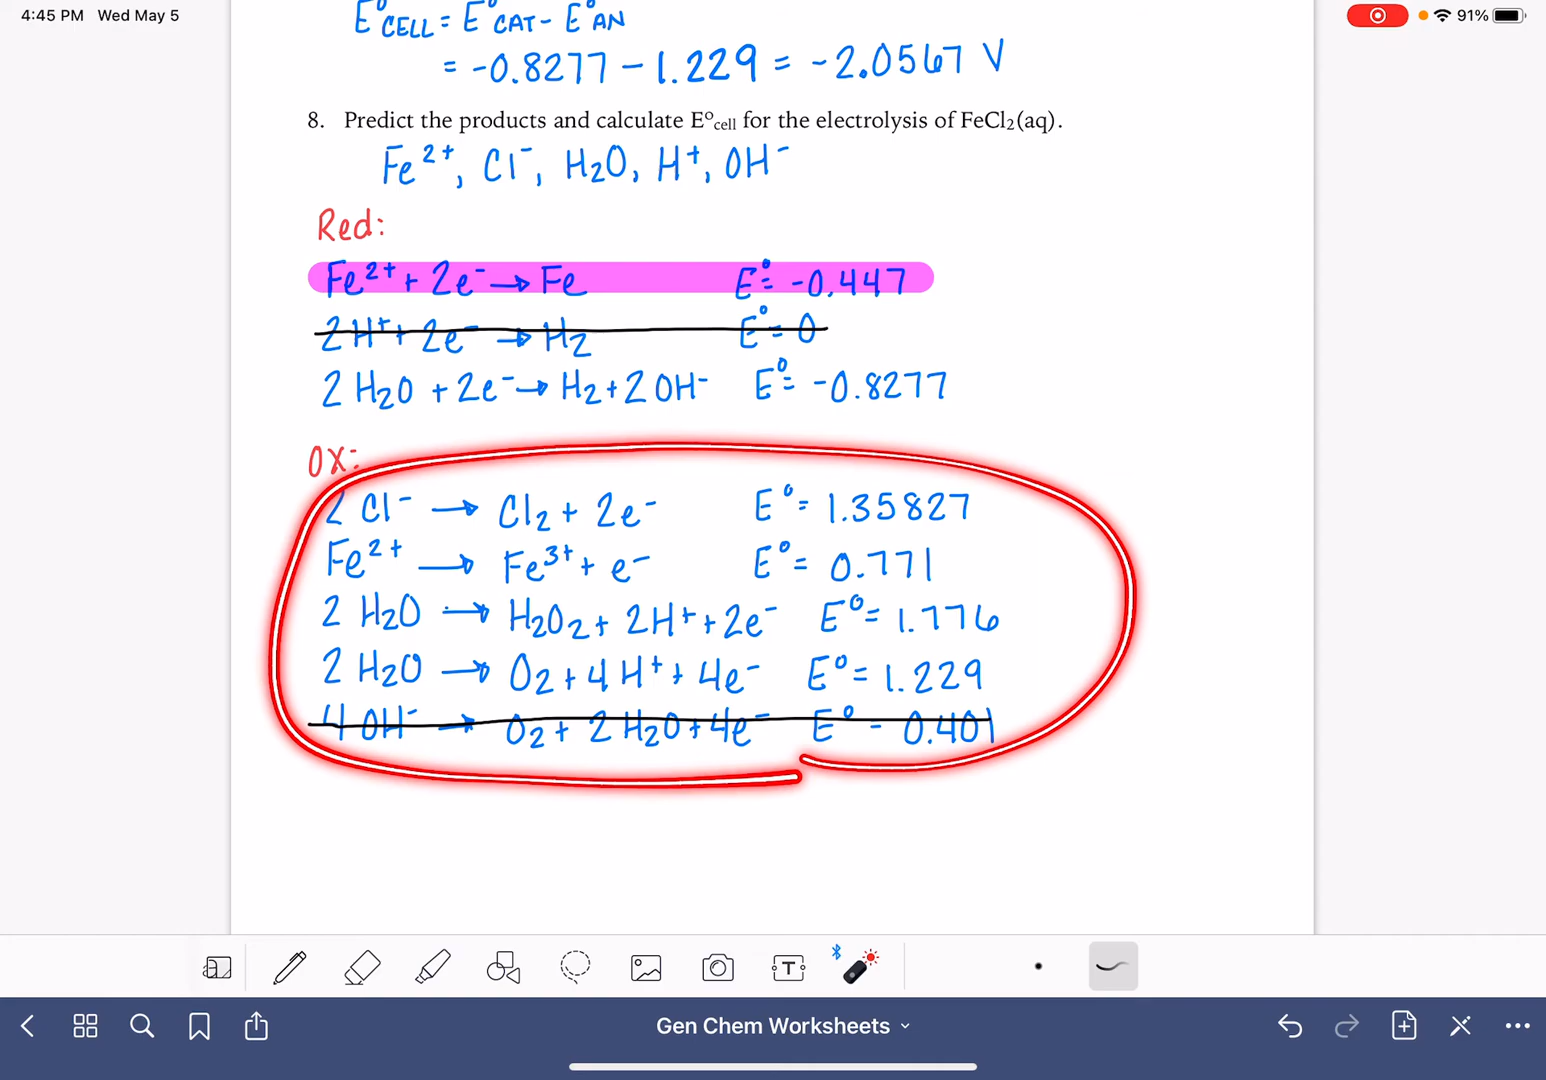 4:45 PM Wed May 5
91%
E°CELL = E°CAT - E°AN
= -0.8277 - 1.229 = -2.0567 V
8. Predict the products and calculate E°cell for the electrolysis of FeCl2(aq).
Fe²⁺, Cl⁻, H₂O, H⁺, OH⁻
Red:
Fe²⁺ + 2e⁻ → Fe E° = -0.447
2H⁺ + 2e⁻ → H₂ E° = 0
2 H₂O + 2e⁻ → H₂ + 2 OH⁻ E° = -0.8277
OX:
2 Cl⁻ → Cl₂ + 2e⁻ E° = 1.35827
Fe²⁺ → Fe³⁺ + e⁻ E° = 0.771
2 H₂O → H₂O₂ + 2H⁺ + 2e⁻ E° = 1.776
2 H₂O → O₂ + 4 H⁺ + 4e⁻ E° = 1.229
4 OH⁻ → O₂ + 2 H₂O + 4e⁻ E° = 0.401
a
T
Gen Chem Worksheets